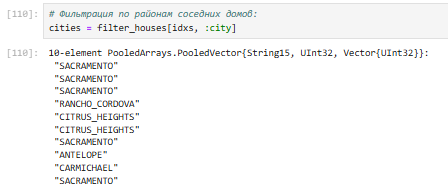 [110]: # Фильтрация по районам соседних домов:
cities = filter_houses[idxs, :city]
[110]: 10-element PooledArrays.PooledVector{String15, UInt32, Vector{UInt32}}:
"SACRAMENTO"
"SACRAMENTO"
"SACRAMENTO"
"RANCHO_CORDOVA"
"CITRUS_HEIGHTS"
"CITRUS_HEIGHTS"
"SACRAMENTO"
"ANTELOPE"
"CARMICHAEL"
"SACRAMENTO"